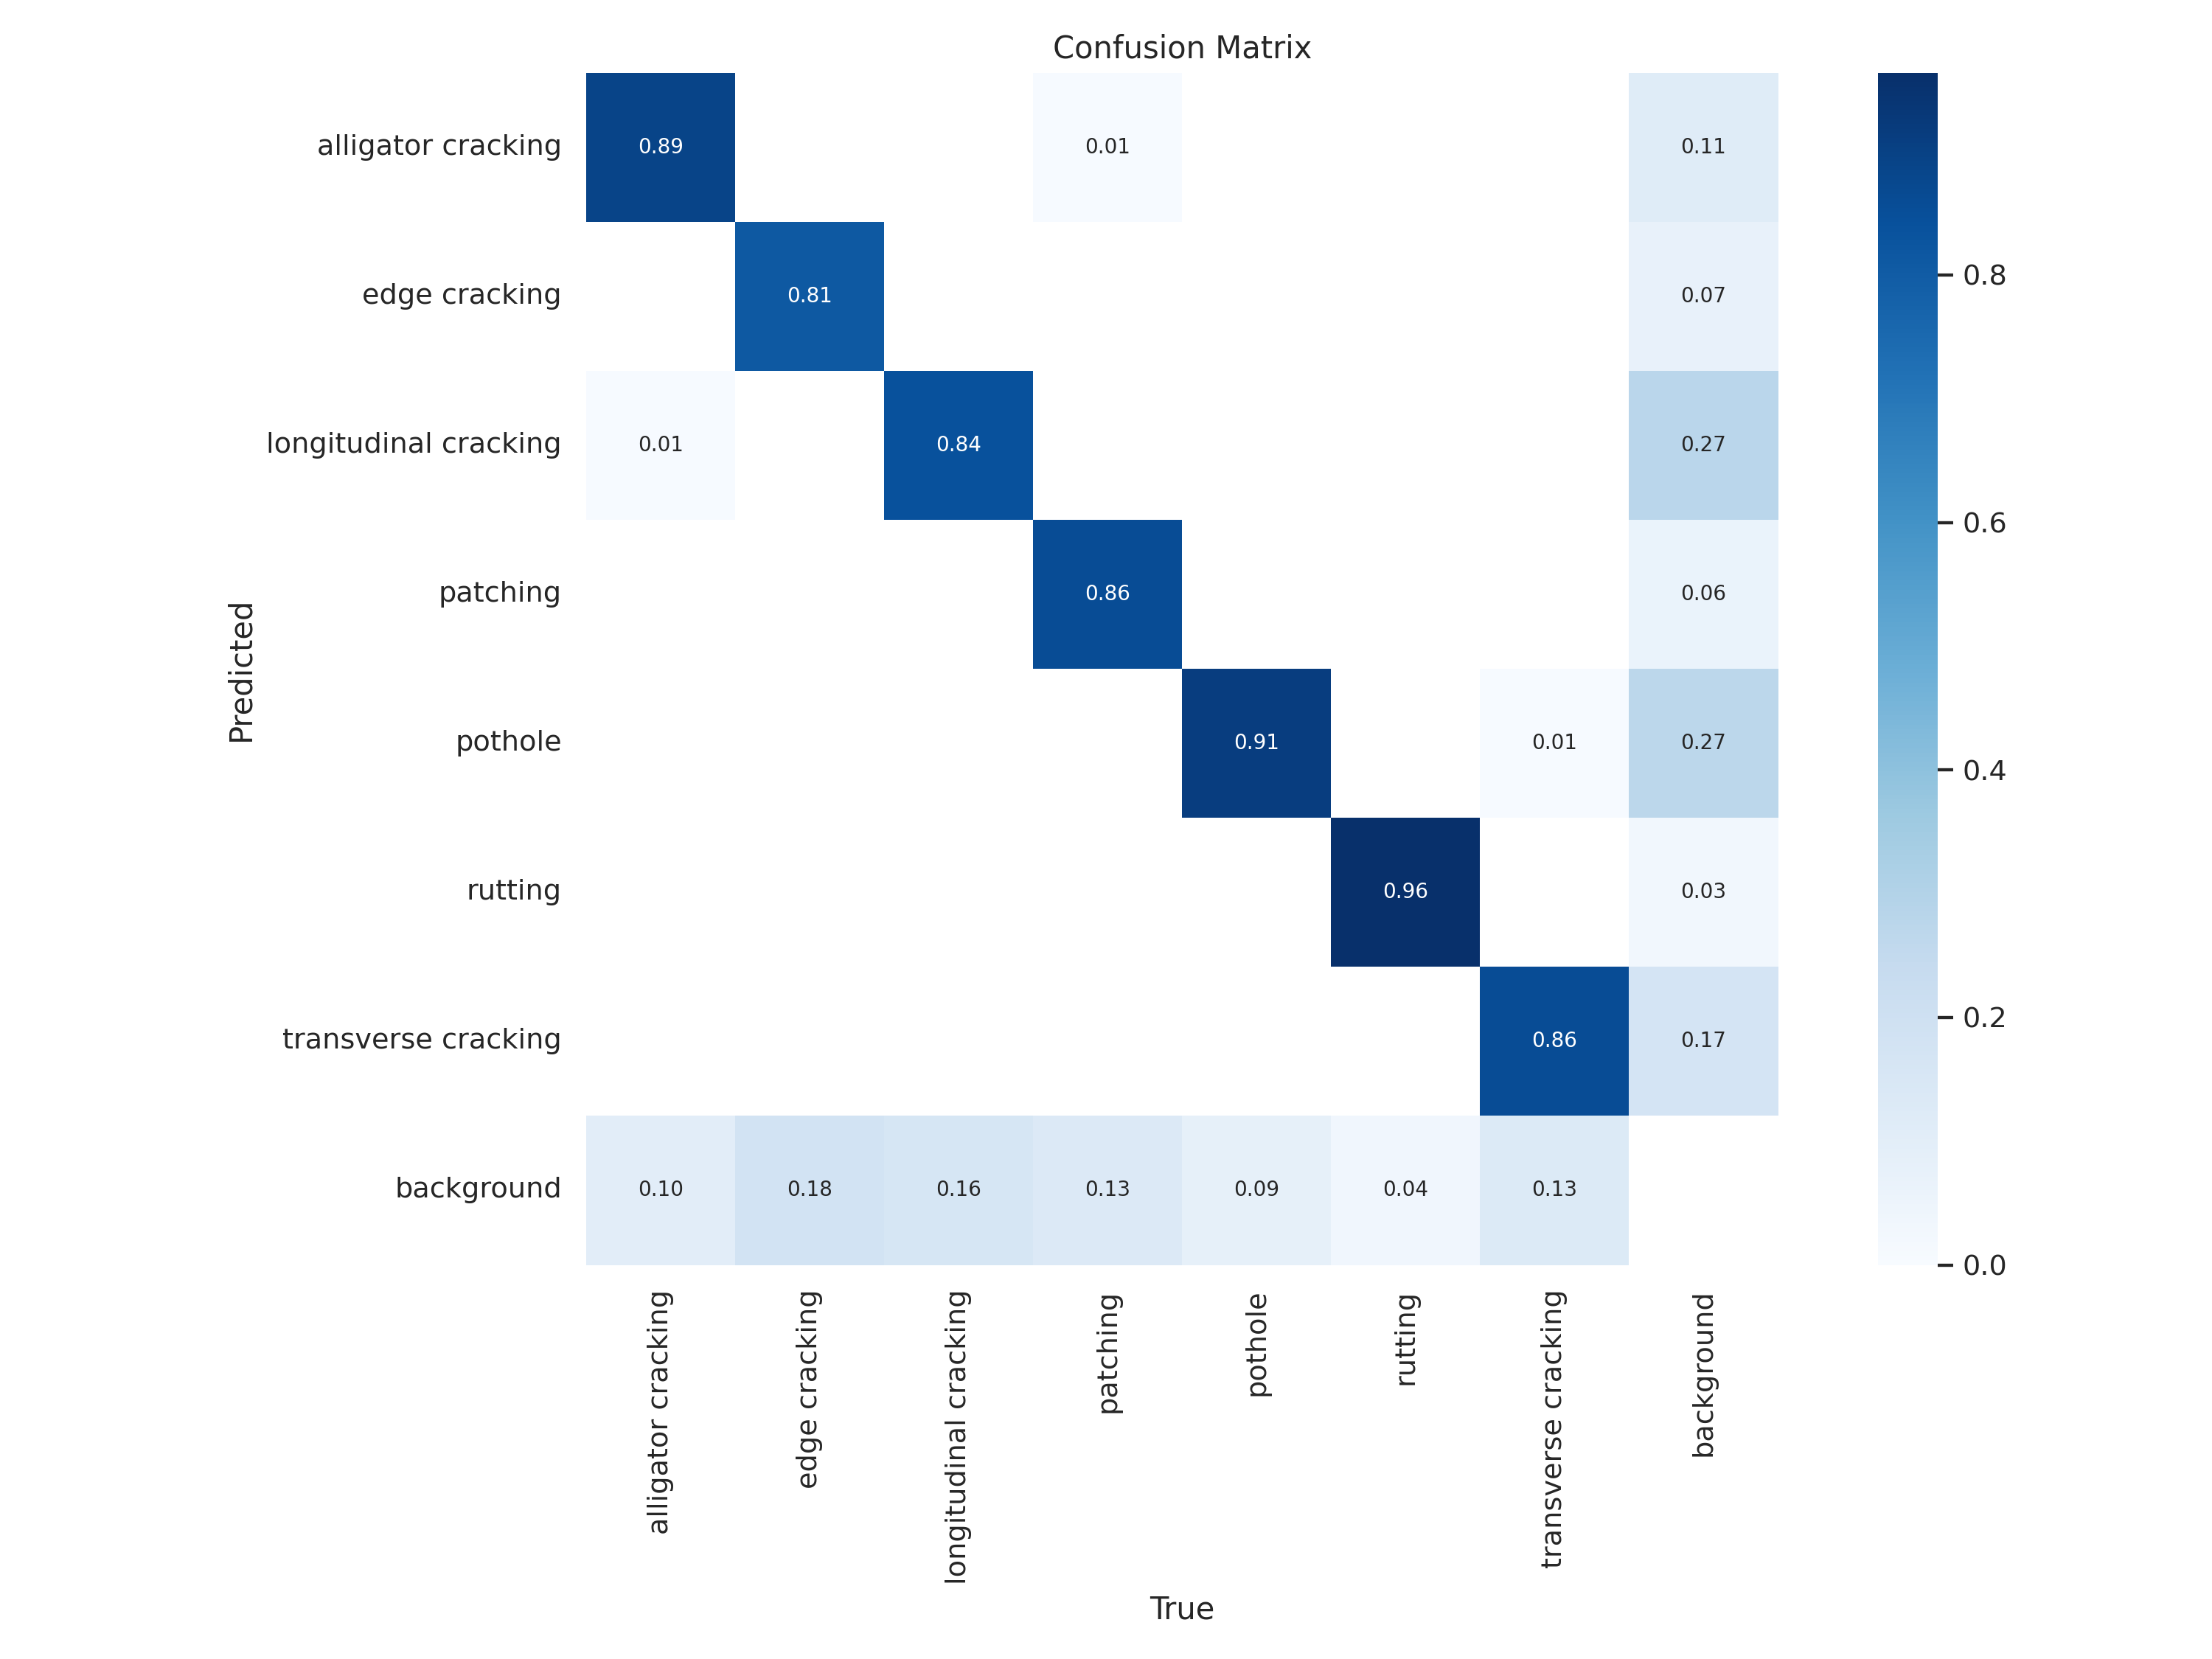 Confusion Matrix
alligator cracking 0.89 0.01 0.11
edge cracking 0.81 0.07
longitudinal cracking 0.01 0.84 0.27
patching 0.86 0.06
pothole 0.91 0.01 0.27
rutting 0.96 0.03
transverse cracking 0.86 0.17
background 0.10 0.18 0.16 0.13 0.09 0.04 0.13
Predicted
alligator cracking
edge cracking
longitudinal cracking
patching
pothole
rutting
transverse cracking
background
True
0.8
0.6
0.4
0.2
0.0